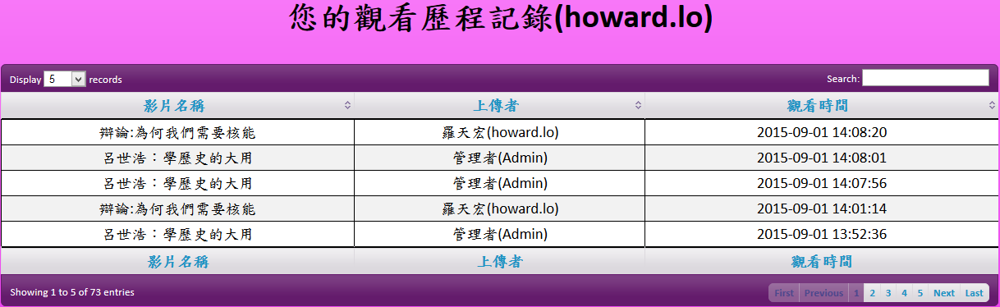 您的觀看歷程記錄(howard.lo)
Display 5 records Search:
影片名稱 上傳者 觀看時間
辯論:為何我們需要核能 羅天宏(howard.lo) 2015-09-01 14:08:20
呂世浩：學歷史的大用 管理者(Admin) 2015-09-01 14:08:01
呂世浩：學歷史的大用 管理者(Admin) 2015-09-01 14:07:56
辯論:為何我們需要核能 羅天宏(howard.lo) 2015-09-01 14:01:14
呂世浩：學歷史的大用 管理者(Admin) 2015-09-01 13:52:36
影片名稱 上傳者 觀看時間
Showing 1 to 5 of 73 entries First Previous 1 2 3 4 5 Next Last